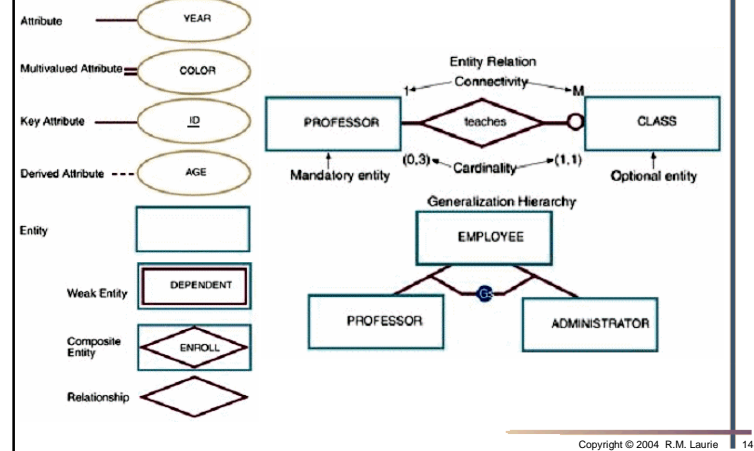 Attribute
YEAR
Multivalued Attribute
COLOR
Key Attribute
ID
Derived Attribute
AGE
Entity
Weak Entity
DEPENDENT
Composite
Entity
ENROLL
Relationship
Entity Relation
1 Connectivity M
PROFESSOR teaches CLASS
(0,3) Cardinality (1,1)
Mandatory entity Optional entity
Generalization Hierarchy
EMPLOYEE
PROFESSOR
ADMINISTRATOR
Copyright © 2004 R.M. Laurie 14